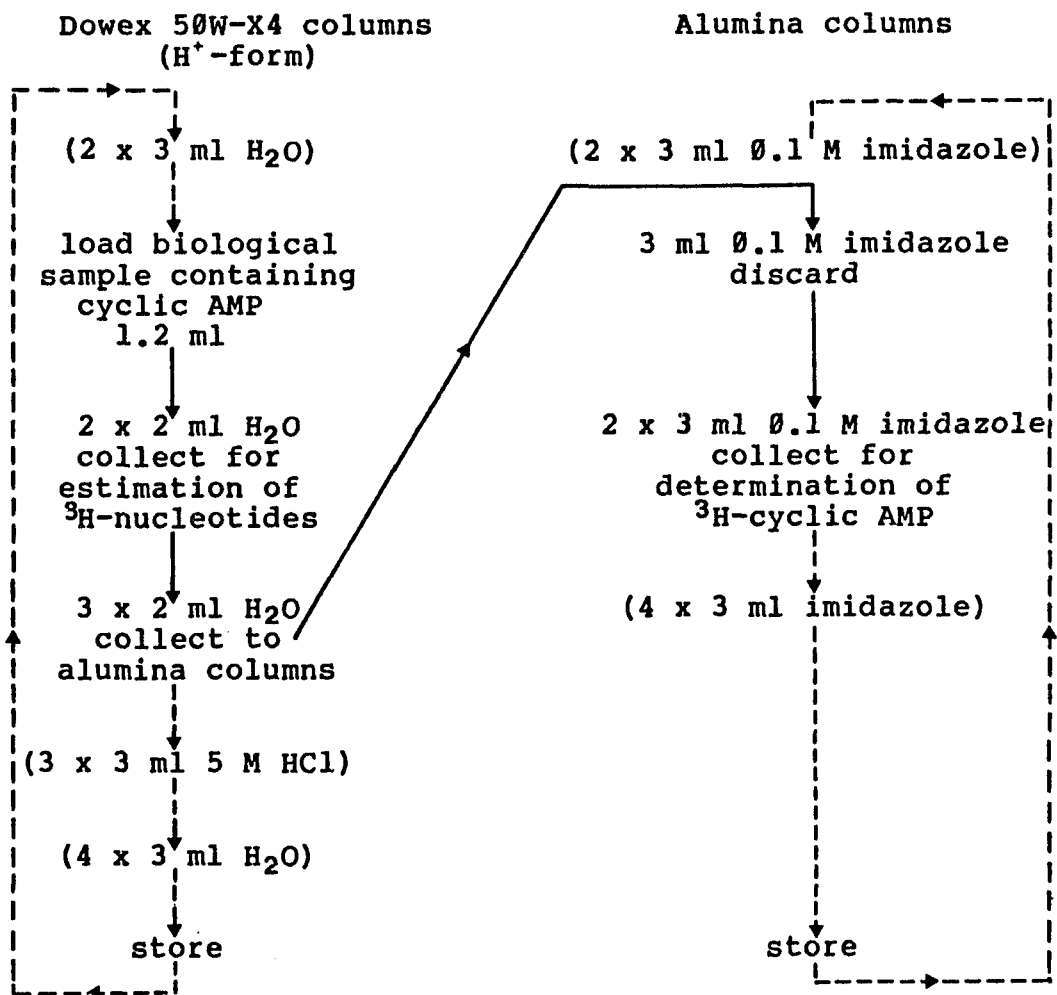 Dowex 50W-X4 columns
(H⁺-form)
(2 x 3 ml H₂O)
load biological
sample containing
cyclic AMP
1.2 ml
2 x 2 ml H₂O
collect for
estimation of
³H-nucleotides
3 x 2 ml H₂O
collect to
alumina columns
(3 x 3 ml 5 M HCl)
(4 x 3 ml H₂O)
store
Alumina columns
(2 x 3 ml 0.1 M imidazole)
3 ml 0.1 M imidazole
discard
2 x 3 ml 0.1 M imidazole
collect for
determination of
³H-cyclic AMP
(4 x 3 ml imidazole)
store